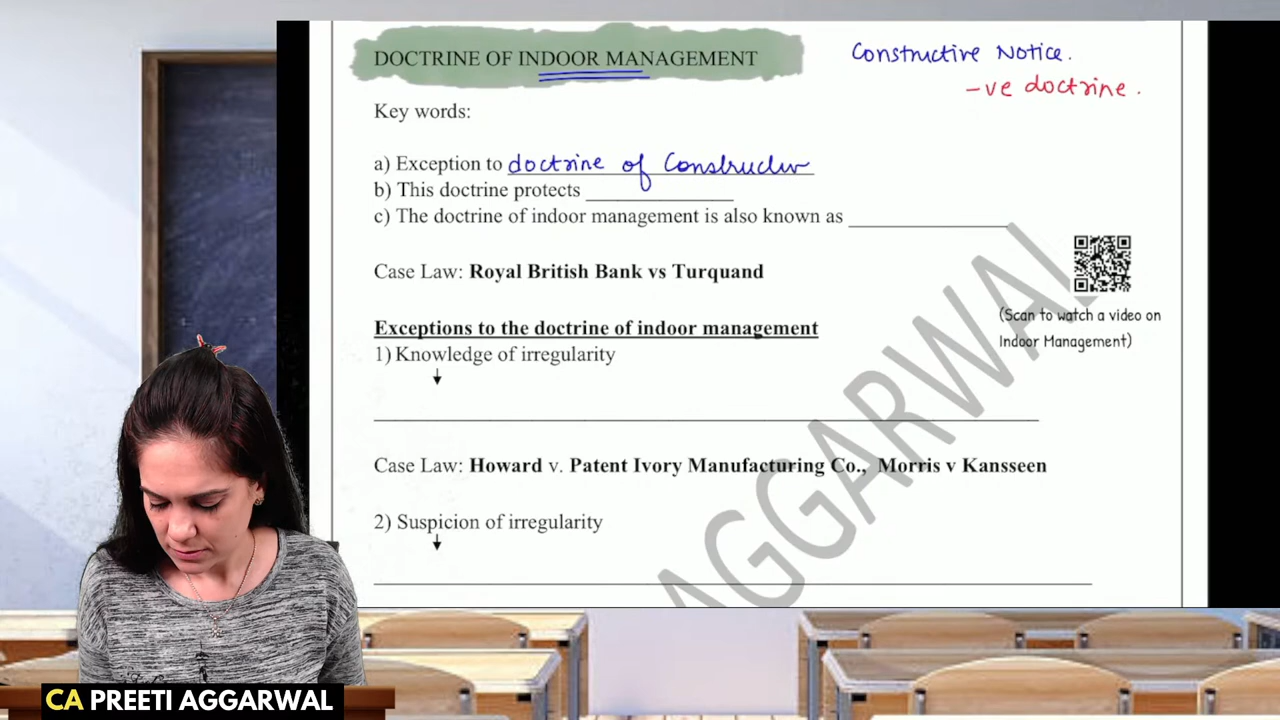 DOCTRINE OF INDOOR MANAGEMENT
Constructive Notice.
-ve doctrine.
Key words:
a) Exception to doctrine of Constructiv
b) This doctrine protects ____________
c) The doctrine of indoor management is also known as ____________
Case Law: Royal British Bank vs Turquand
(Scan to watch a video on
Indoor Management)
Exceptions to the doctrine of indoor management
1) Knowledge of irregularity
Case Law: Howard v. Patent Ivory Manufacturing Co., Morris v Kansseen
2) Suspicion of irregularity
AGGARWAL
CA PREETI AGGARWAL